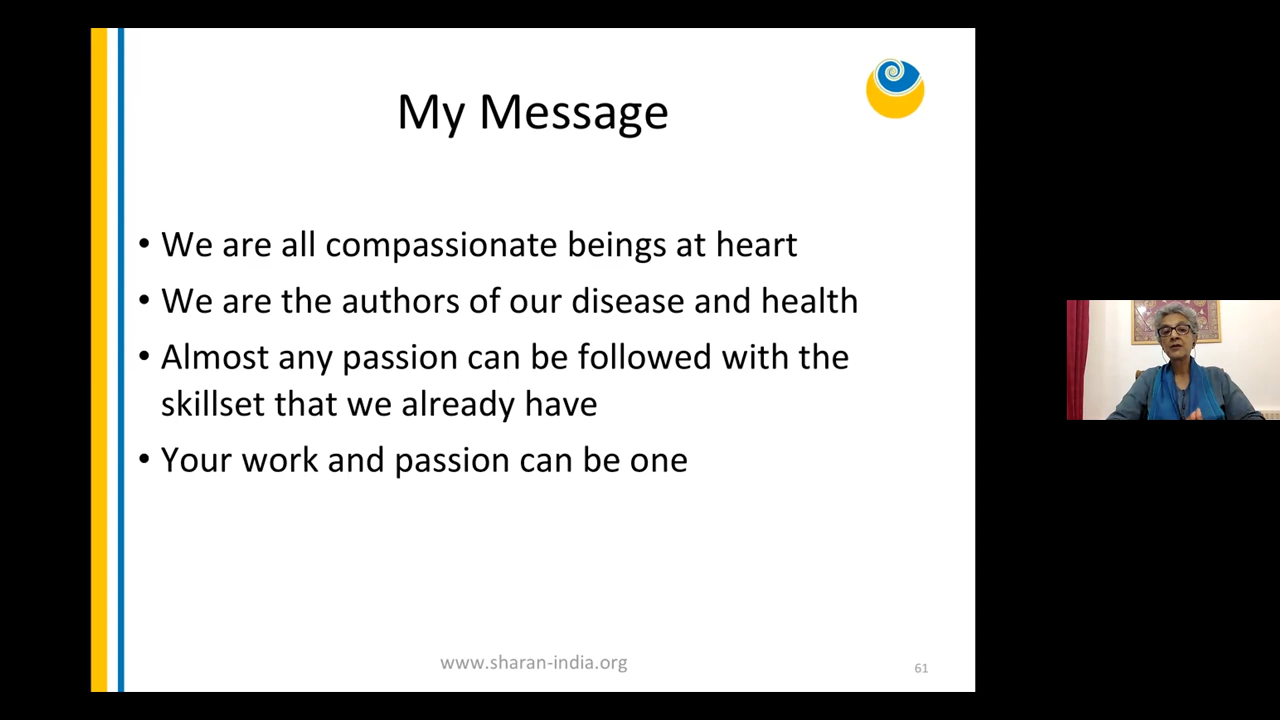 My Message
• We are all compassionate beings at heart
• We are the authors of our disease and health
• Almost any passion can be followed with the
skillset that we already have
• Your work and passion can be one
www.sharan-india.org
61